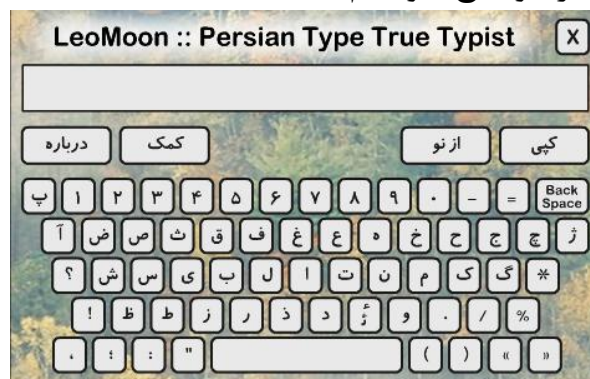 LeoMoon :: Persian Type True Typist X
درباره کمک از نو کپی
پ ۱ ۲ ۳ ۴ ۵ ۶ ۷ ۸ ۹ ۰ - = Back Space
آ ض ص ث ق ف غ ع ه خ ح ج چ ژ
؟ ش س ی ب ل ا ت ن م ک گ *
! ظ ط ز ر ذ د و . / %
، ؛ : " ( ) « »